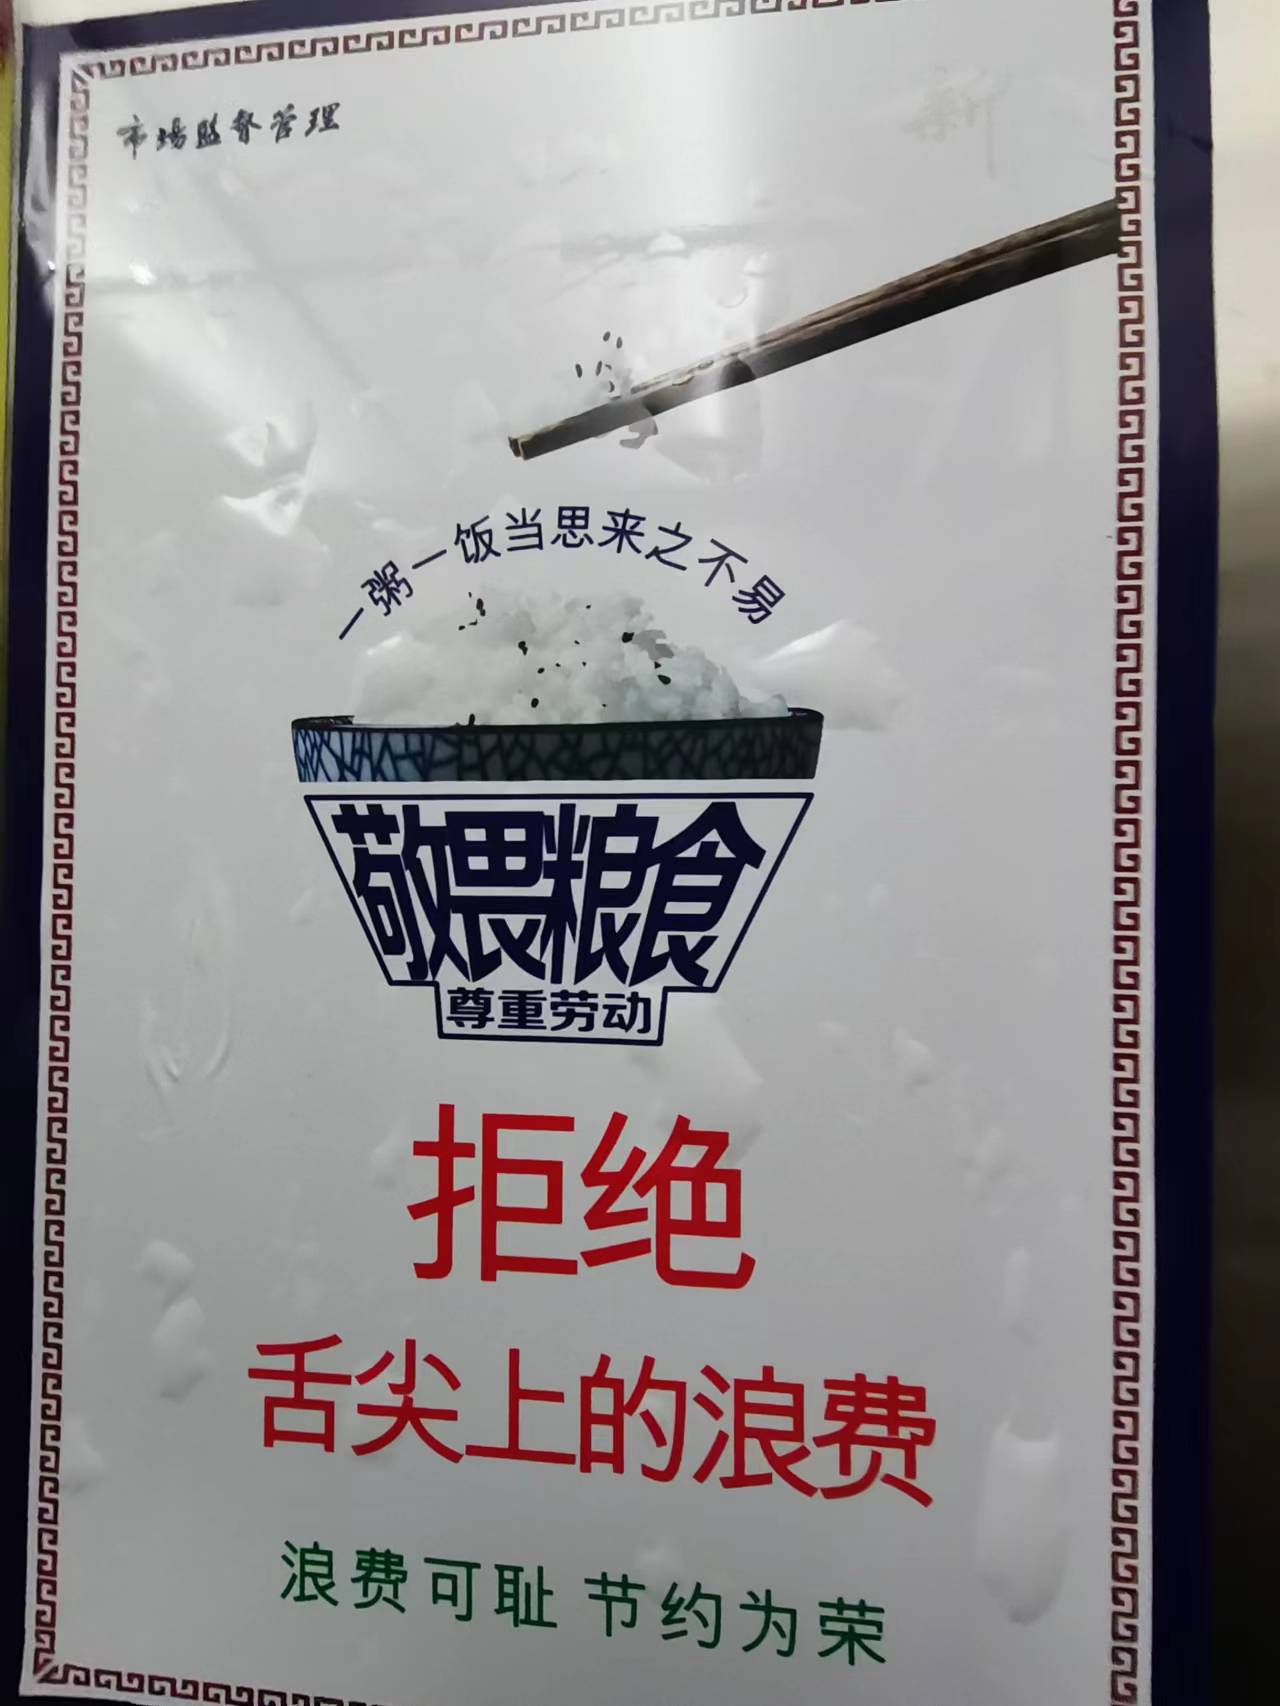 市场监督管理
一粥一饭当思来之不易
敬畏粮食
尊重劳动
拒绝
舌尖上的浪费
浪费可耻 节约为荣